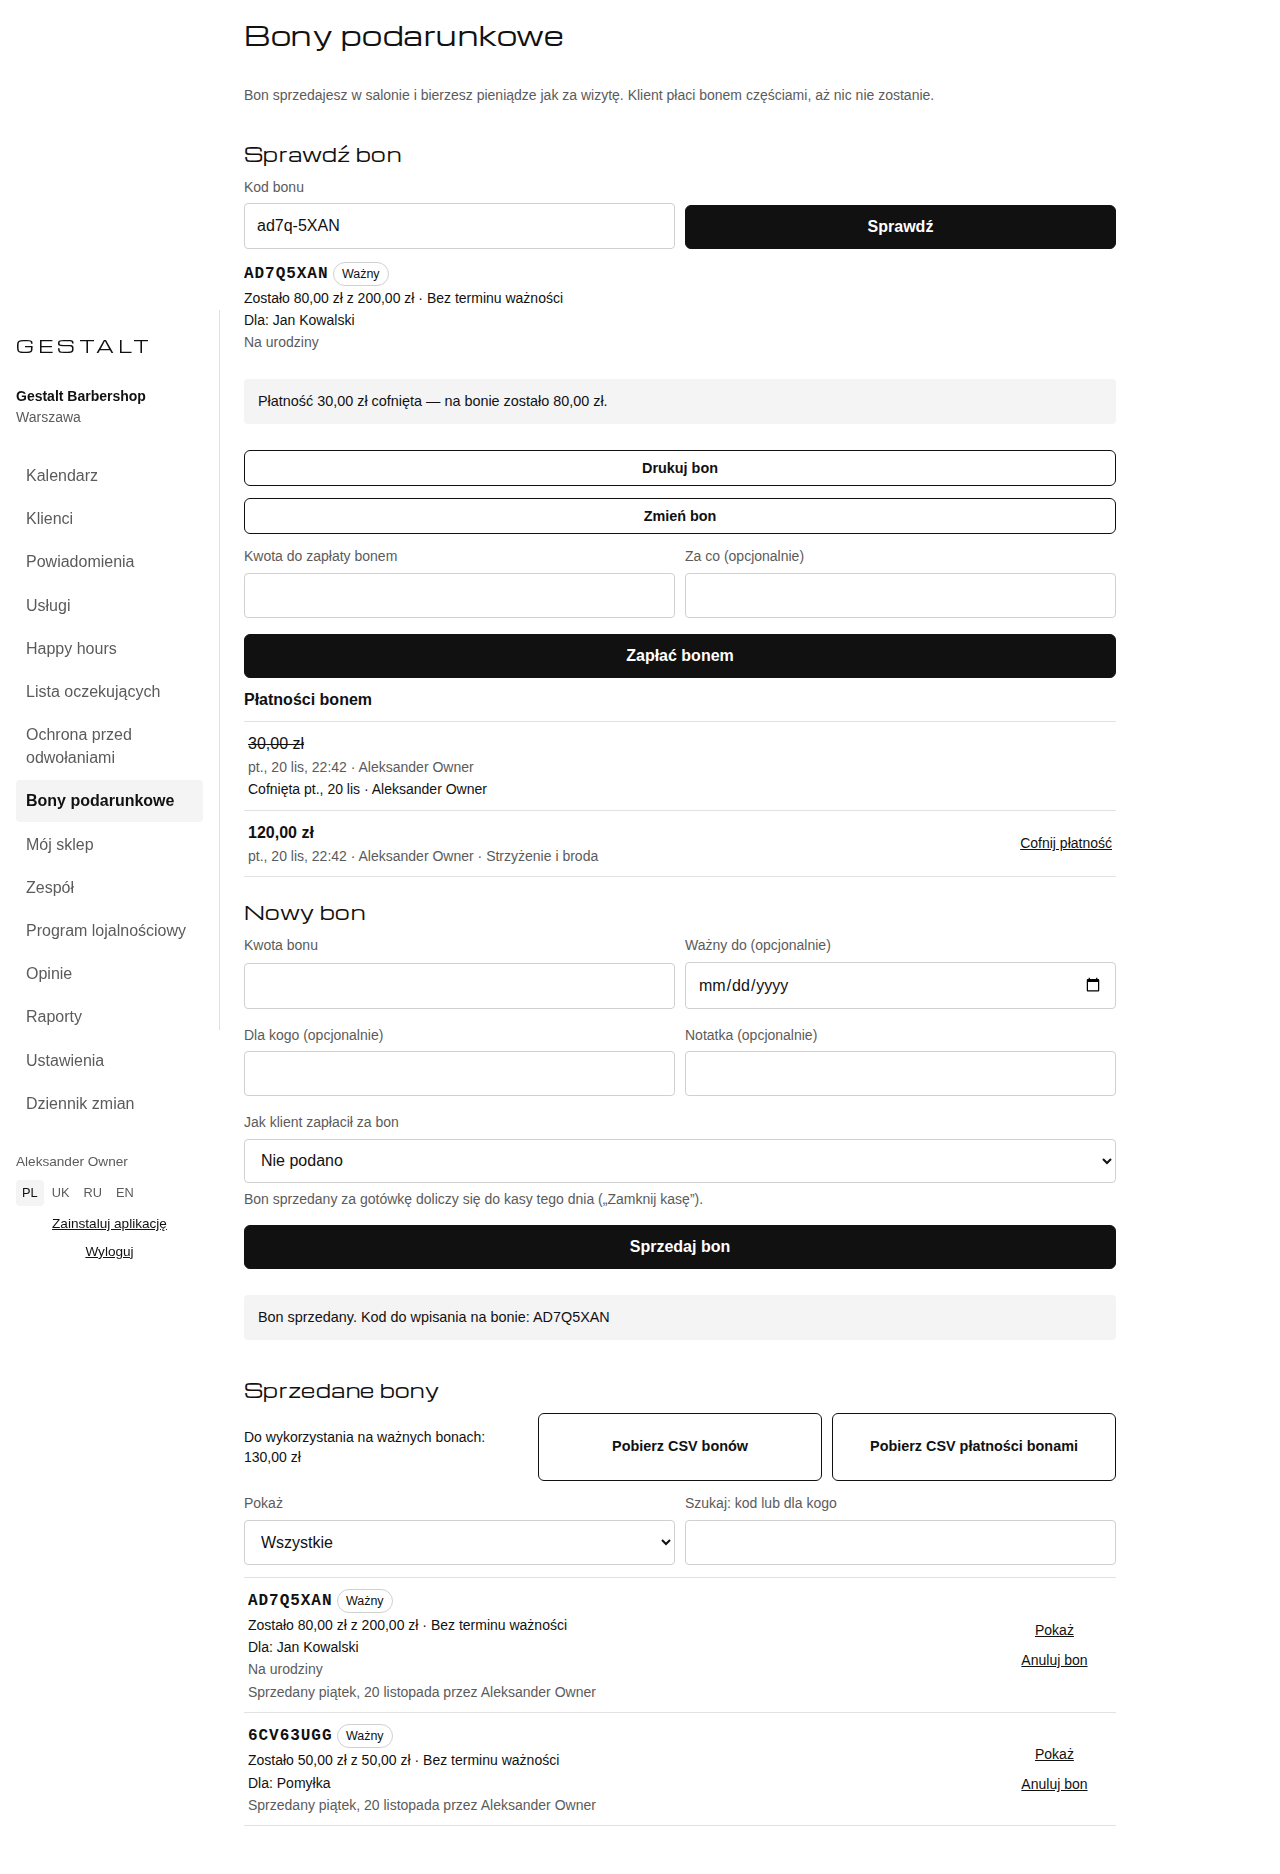 GESTALT
Gestalt Barbershop
Warszawa
Kalendarz
Klienci
Powiadomienia
Usługi
Happy hours
Lista oczekujących
Ochrona przed
odwołaniami
Bony podarunkowe
Mój sklep
Zespół
Program lojalnościowy
Opinie
Raporty
Ustawienia
Dziennik zmian
Aleksander Owner
PL UK RU EN
Zainstaluj aplikację
Wyloguj
Bony podarunkowe
Bon sprzedajesz w salonie i bierzesz pieniądze jak za wizytę. Klient płaci bonem częściami, aż nic nie zostanie.
Sprawdź bon
Kod bonu
ad7q-5XAN
Sprawdź
AD7Q5XAN Ważny
Zostało 80,00 zł z 200,00 zł · Bez terminu ważności
Dla: Jan Kowalski
Na urodziny
Płatność 30,00 zł cofnięta — na bonie zostało 80,00 zł.
Drukuj bon
Zmień bon
Kwota do zapłaty bonem
Za co (opcjonalnie)
Zapłać bonem
Płatności bonem
30,00 zł
pt., 20 lis, 22:42 · Aleksander Owner
Cofnięta pt., 20 lis · Aleksander Owner
120,00 zł
pt., 20 lis, 22:42 · Aleksander Owner · Strzyżenie i broda
Cofnij płatność
Nowy bon
Kwota bonu
Ważny do (opcjonalnie)
mm/dd/yyyy
Dla kogo (opcjonalnie)
Notatka (opcjonalnie)
Jak klient zapłacił za bon
Nie podano
Bon sprzedany za gotówkę doliczy się do kasy tego dnia („Zamknij kasę”).
Sprzedaj bon
Bon sprzedany. Kod do wpisania na bonie: AD7Q5XAN
Sprzedane bony
Do wykorzystania na ważnych bonach:
130,00 zł
Pobierz CSV bonów
Pobierz CSV płatności bonami
Pokaż
Szukaj: kod lub dla kogo
Wszystkie
AD7Q5XAN Ważny
Zostało 80,00 zł z 200,00 zł · Bez terminu ważności
Dla: Jan Kowalski
Na urodziny
Sprzedany piątek, 20 listopada przez Aleksander Owner
Pokaż
Anuluj bon
6CV63UGG Ważny
Zostało 50,00 zł z 50,00 zł · Bez terminu ważności
Dla: Pomyłka
Sprzedany piątek, 20 listopada przez Aleksander Owner
Pokaż
Anuluj bon